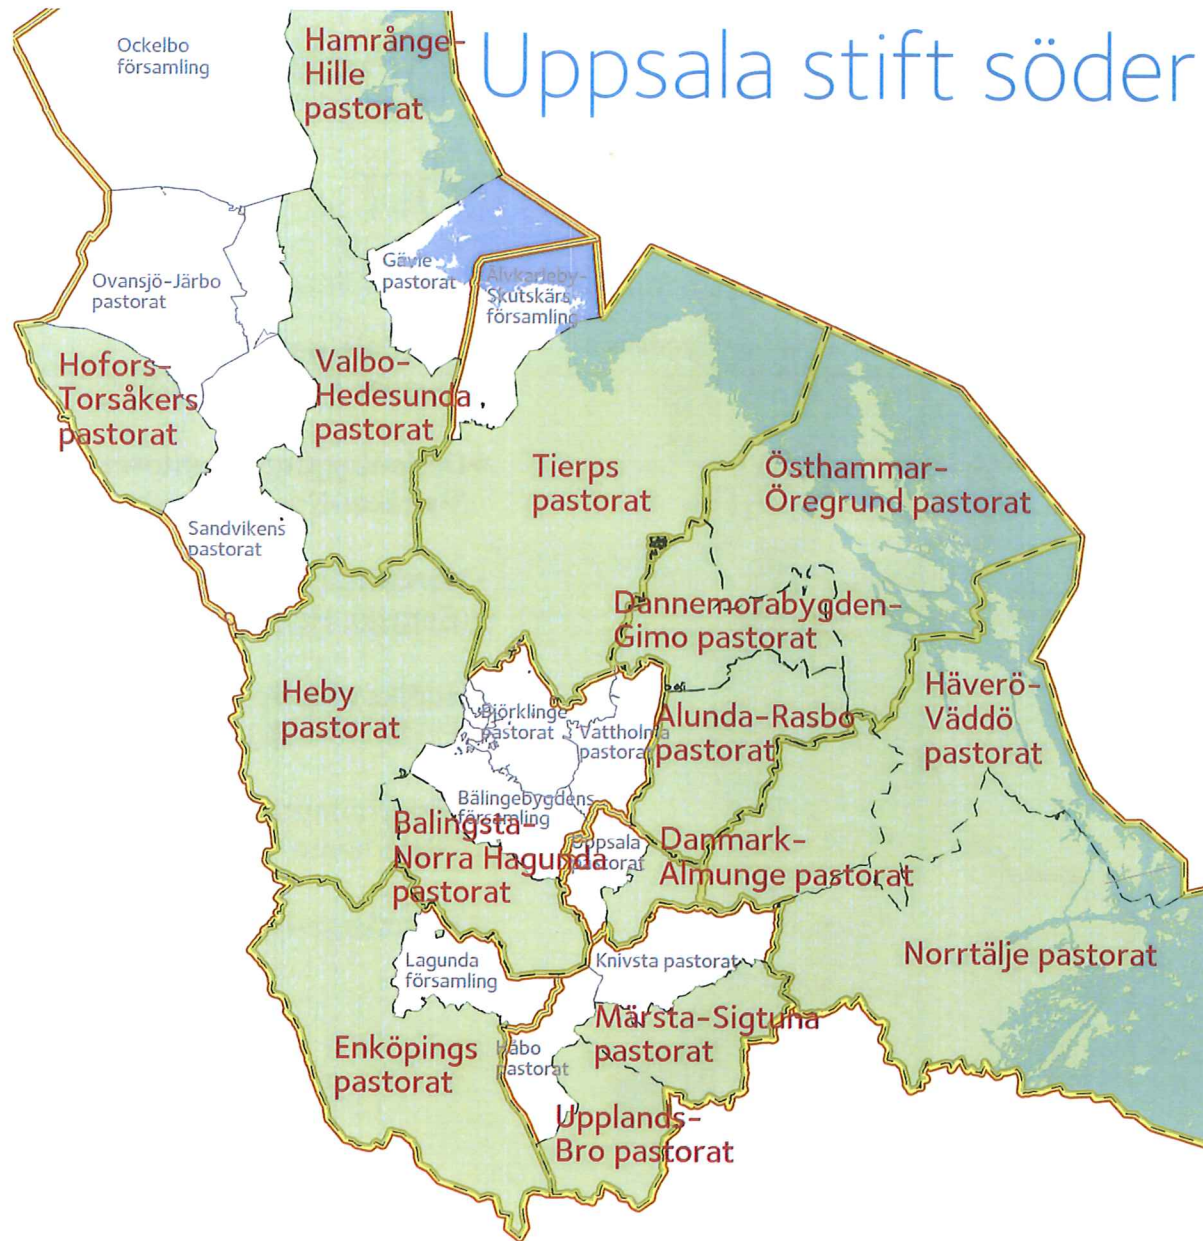 Uppsala stift söder
Ockelbo
församling
Hamrånge-
Hille
pastorat
Ovansjö-Järbo
pastorat
Gävle
pastorat
Älvkarleby-
Skutskärs
församling
Hofors-
Torsåkers
pastorat
Valbo-
Hedesunda
pastorat
Tierps
pastorat
Östhammar-
Öregrund pastorat
Sandvikens
pastorat
Dannemorabygden-
Gimo pastorat
Heby
pastorat
Björklinge
pastorat
Vattholma
pastorat
Alunda-Rasbo
pastorat
Häverö-
Väddö
pastorat
Bälingebygdens
församling
Balingsta-
Norra Hagunda
pastorat
Uppsala
pastorat
Danmark-
Almunge pastorat
Lagunda
församling
Knivsta pastorat
Norrtälje pastorat
Märsta-Sigtuna
pastorat
Enköpings
pastorat
Håbo
pastorat
Upplands-
Bro pastorat